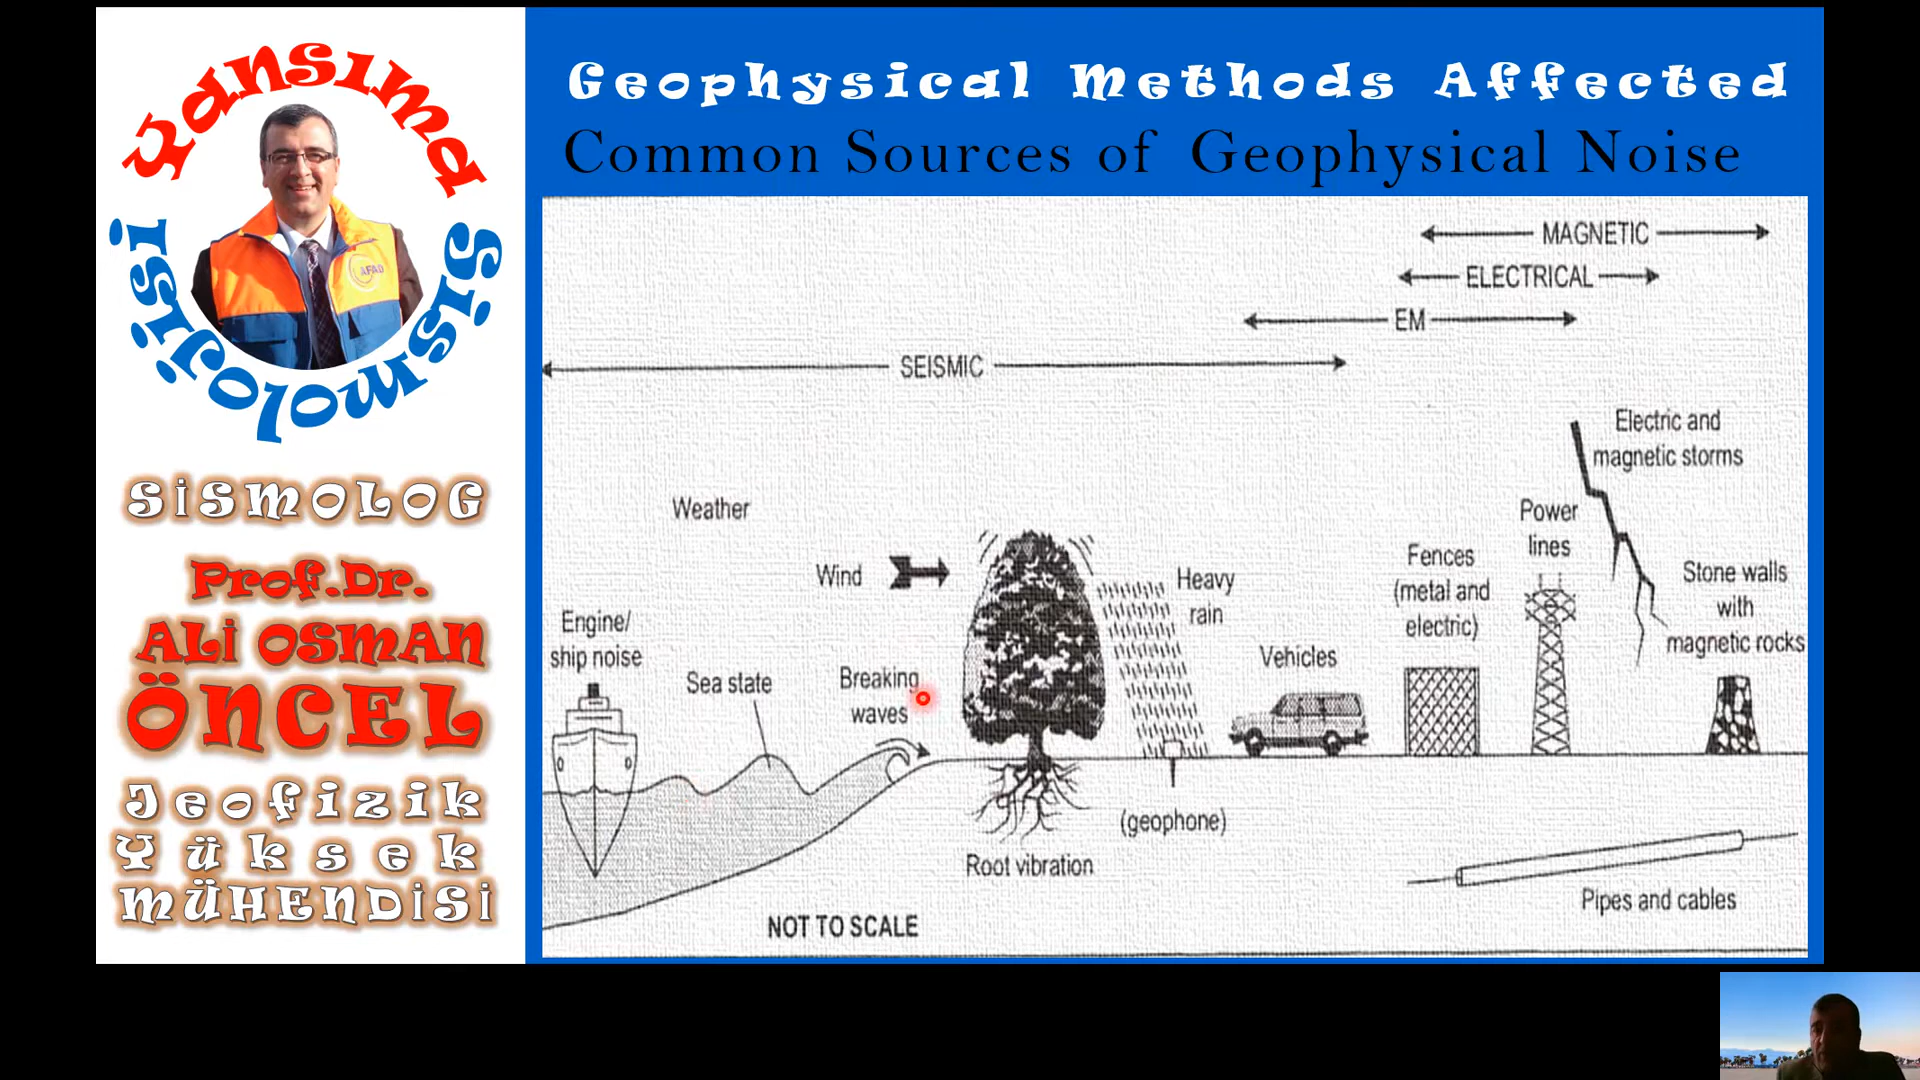 Yansıma
Sismolojisi
SİSMOLOG
Prof.Dr.
ALİ OSMAN
ÖNCEL
Jeofizik
Yüksek
MÜHENDİSİ
Geophysical Methods Affected
Common Sources of Geophysical Noise
MAGNETIC
ELECTRICAL
EM
SEISMIC
Electric and
magnetic storms
Weather
Power
lines
Fences
(metal and
electric)
Stone walls
with
magnetic rocks
Wind
Heavy
rain
Engine/
ship noise
Sea state
Breaking
waves
Vehicles
(geophone)
Root vibration
Pipes and cables
NOT TO SCALE
AFAD